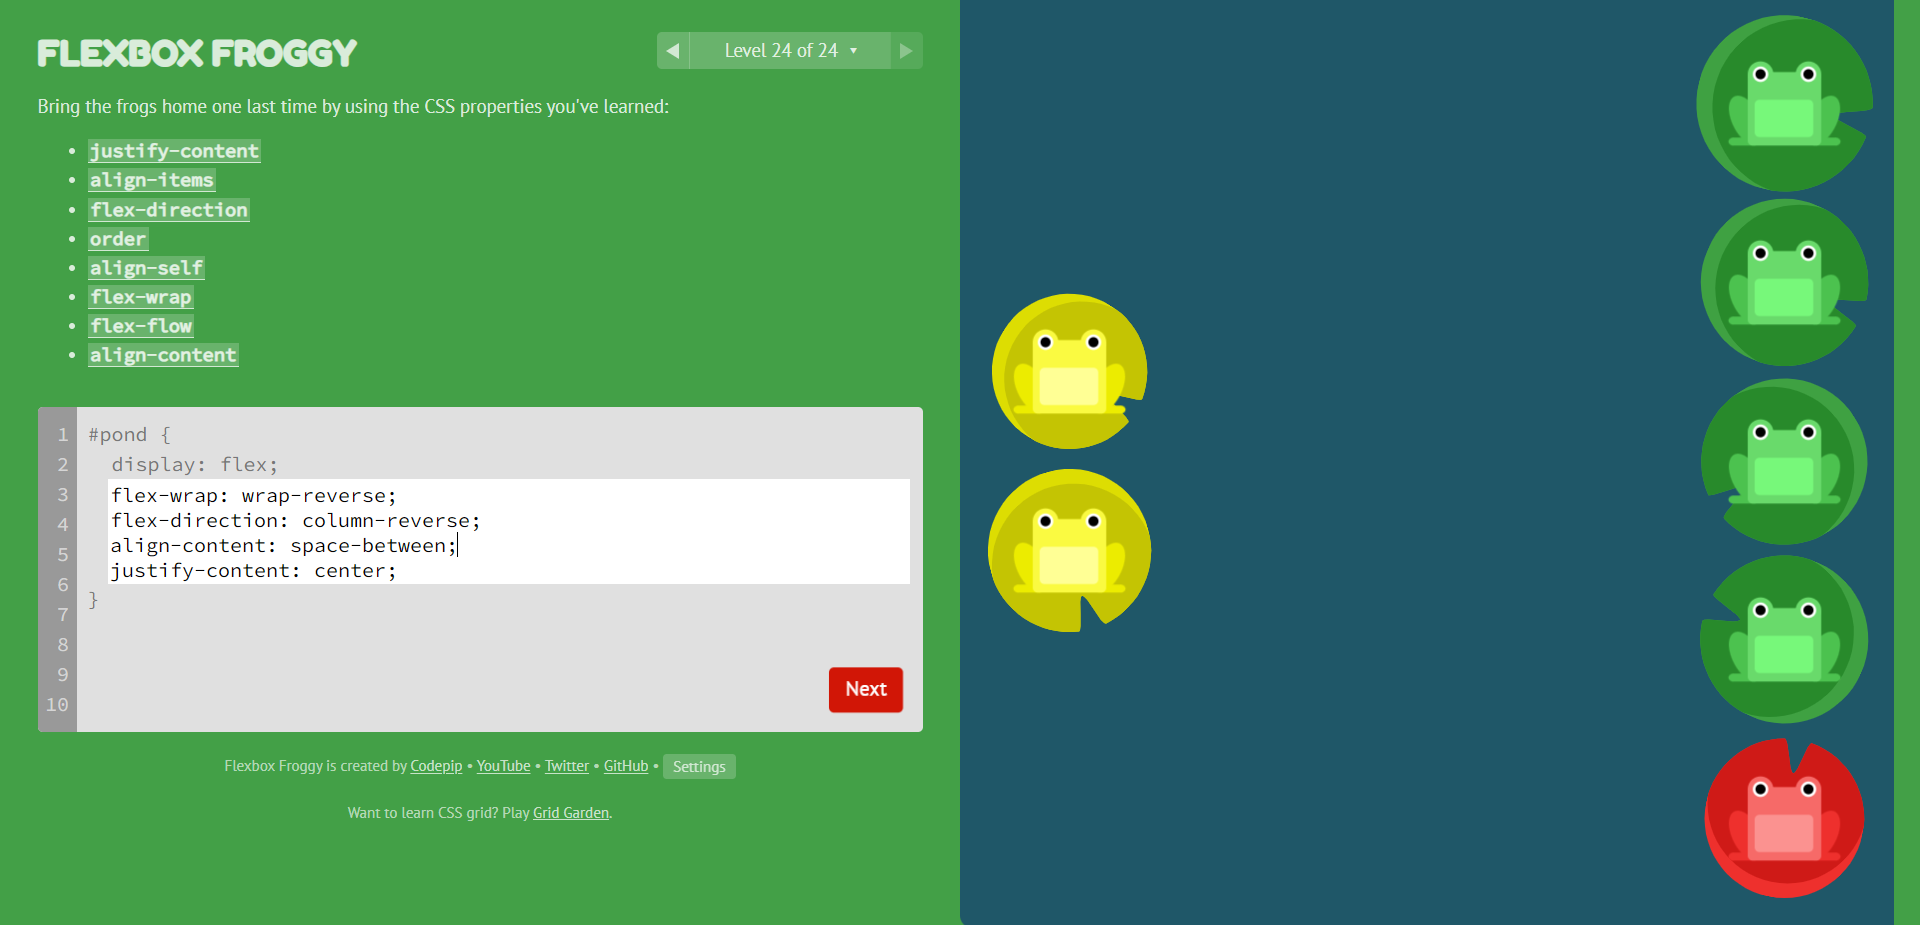 FLEXBOX FROGGY
◀ Level 24 of 24 ▼ ▶
Bring the frogs home one last time by using the CSS properties you've learned:
• justify-content
• align-items
• flex-direction
• order
• align-self
• flex-wrap
• flex-flow
• align-content
1 #pond {
2 display: flex;
3 flex-wrap: wrap-reverse;
4 flex-direction: column-reverse;
5 align-content: space-between;
6 justify-content: center;
7 }
8
9
10
Next
Flexbox Froggy is created by Codepip • YouTube • Twitter • GitHub • Settings
Want to learn CSS grid? Play Grid Garden.